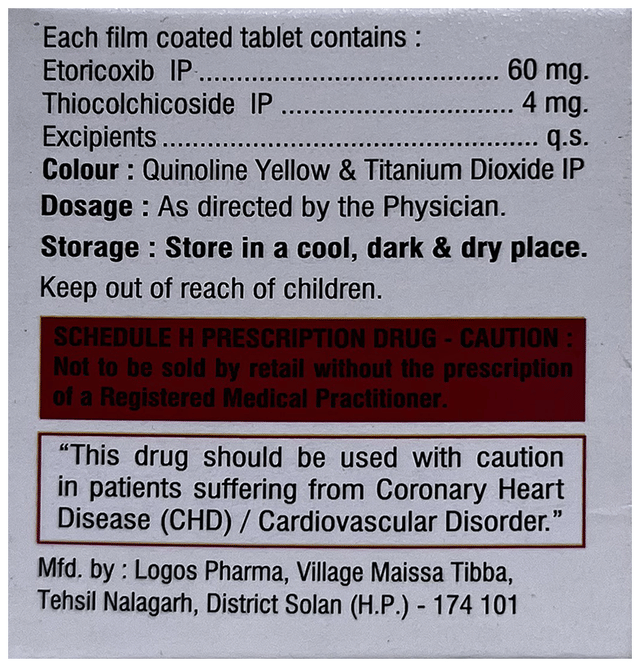 Each film coated tablet contains :
Etoricoxib IP ........................................ 60 mg.
Thiocolchicoside IP ............................... 4 mg.
Excipients .................................................. q.s.
Colour : Quinoline Yellow & Titanium Dioxide IP
Dosage : As directed by the Physician.
Storage : Store in a cool, dark & dry place.
Keep out of reach of children.
SCHEDULE H PRESCRIPTION DRUG - CAUTION :
Not to be sold by retail without the prescription
of a Registered Medical Practitioner.
“This drug should be used with caution
in patients suffering from Coronary Heart
Disease (CHD) / Cardiovascular Disorder.”
Mfd. by : Logos Pharma, Village Maissa Tibba,
Tehsil Nalagarh, District Solan (H.P.) - 174 101